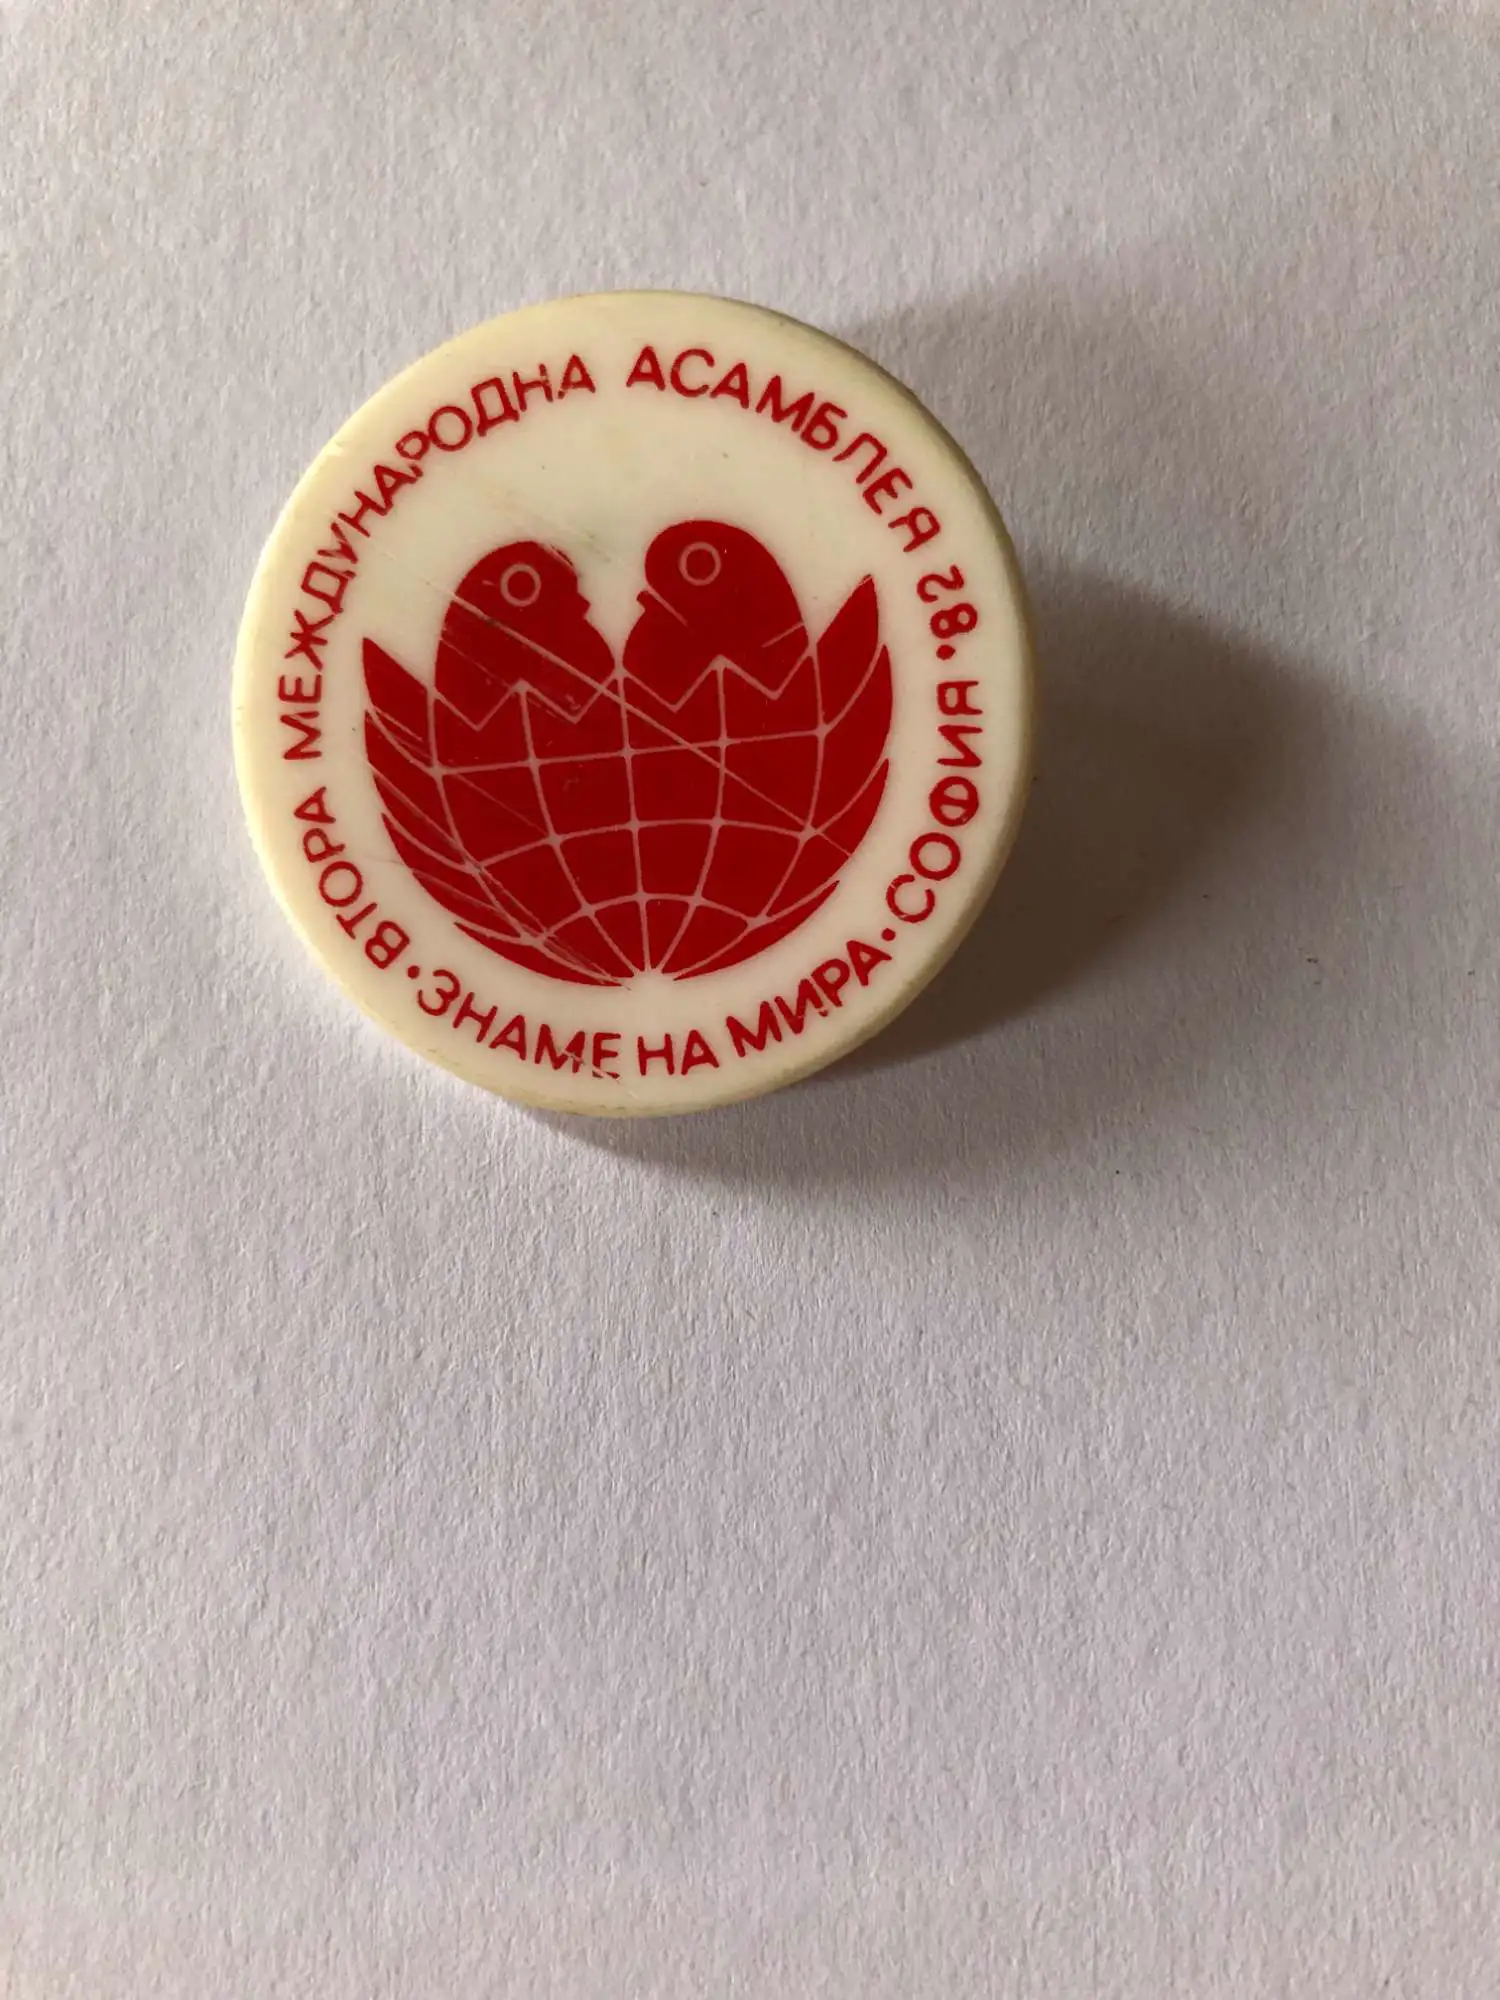 ВТОРА МЕЖДУНАРОДНА АСАМБЛЕЯ
• ЗНАМЕ НА МИРА • СОФИЯ • 82